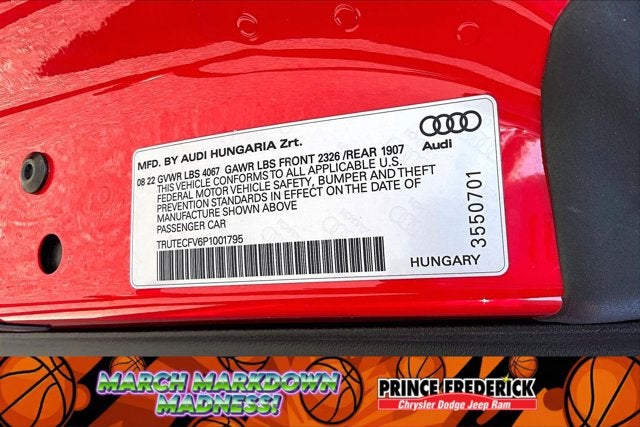 MFD. BY AUDI HUNGARIA Zrt.
08 22 GVWR LBS 4067 GAWR LBS FRONT 2326 /REAR 1907
THIS VEHICLE CONFORMS TO ALL APPLICABLE U.S.
FEDERAL MOTOR VEHICLE SAFETY, BUMPER AND THEFT
PREVENTION STANDARDS IN EFFECT ON THE DATE OF
MANUFACTURE SHOWN ABOVE
PASSENGER CAR
TRUTECFV6P1001795
Audi
3550701
HUNGARY
MARCH MARKDOWN
MADNESS!
PRINCE FREDERICK
Chrysler Dodge Jeep Ram